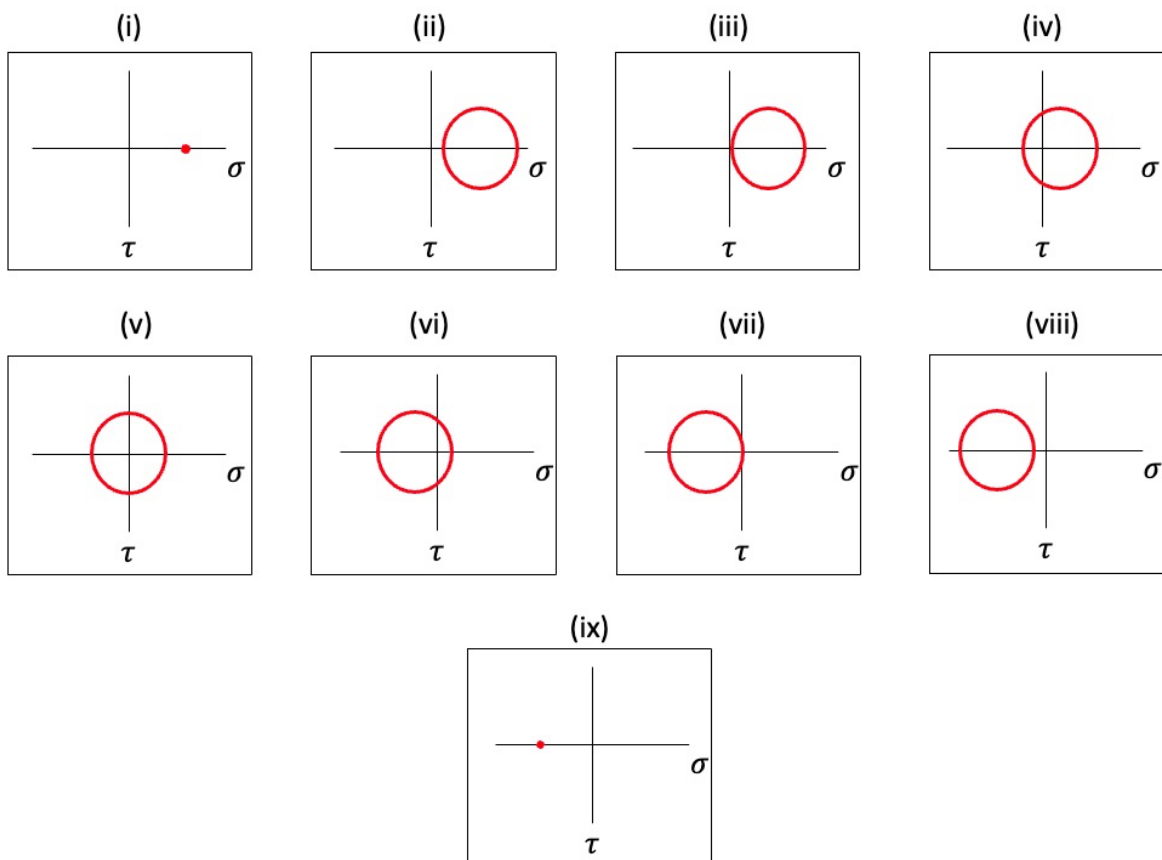 (i) (ii) (iii) (iv)
σ σ σ σ
τ τ τ τ
(v) (vi) (vii) (viii)
σ σ σ σ
τ τ τ τ
(ix)
σ
τ